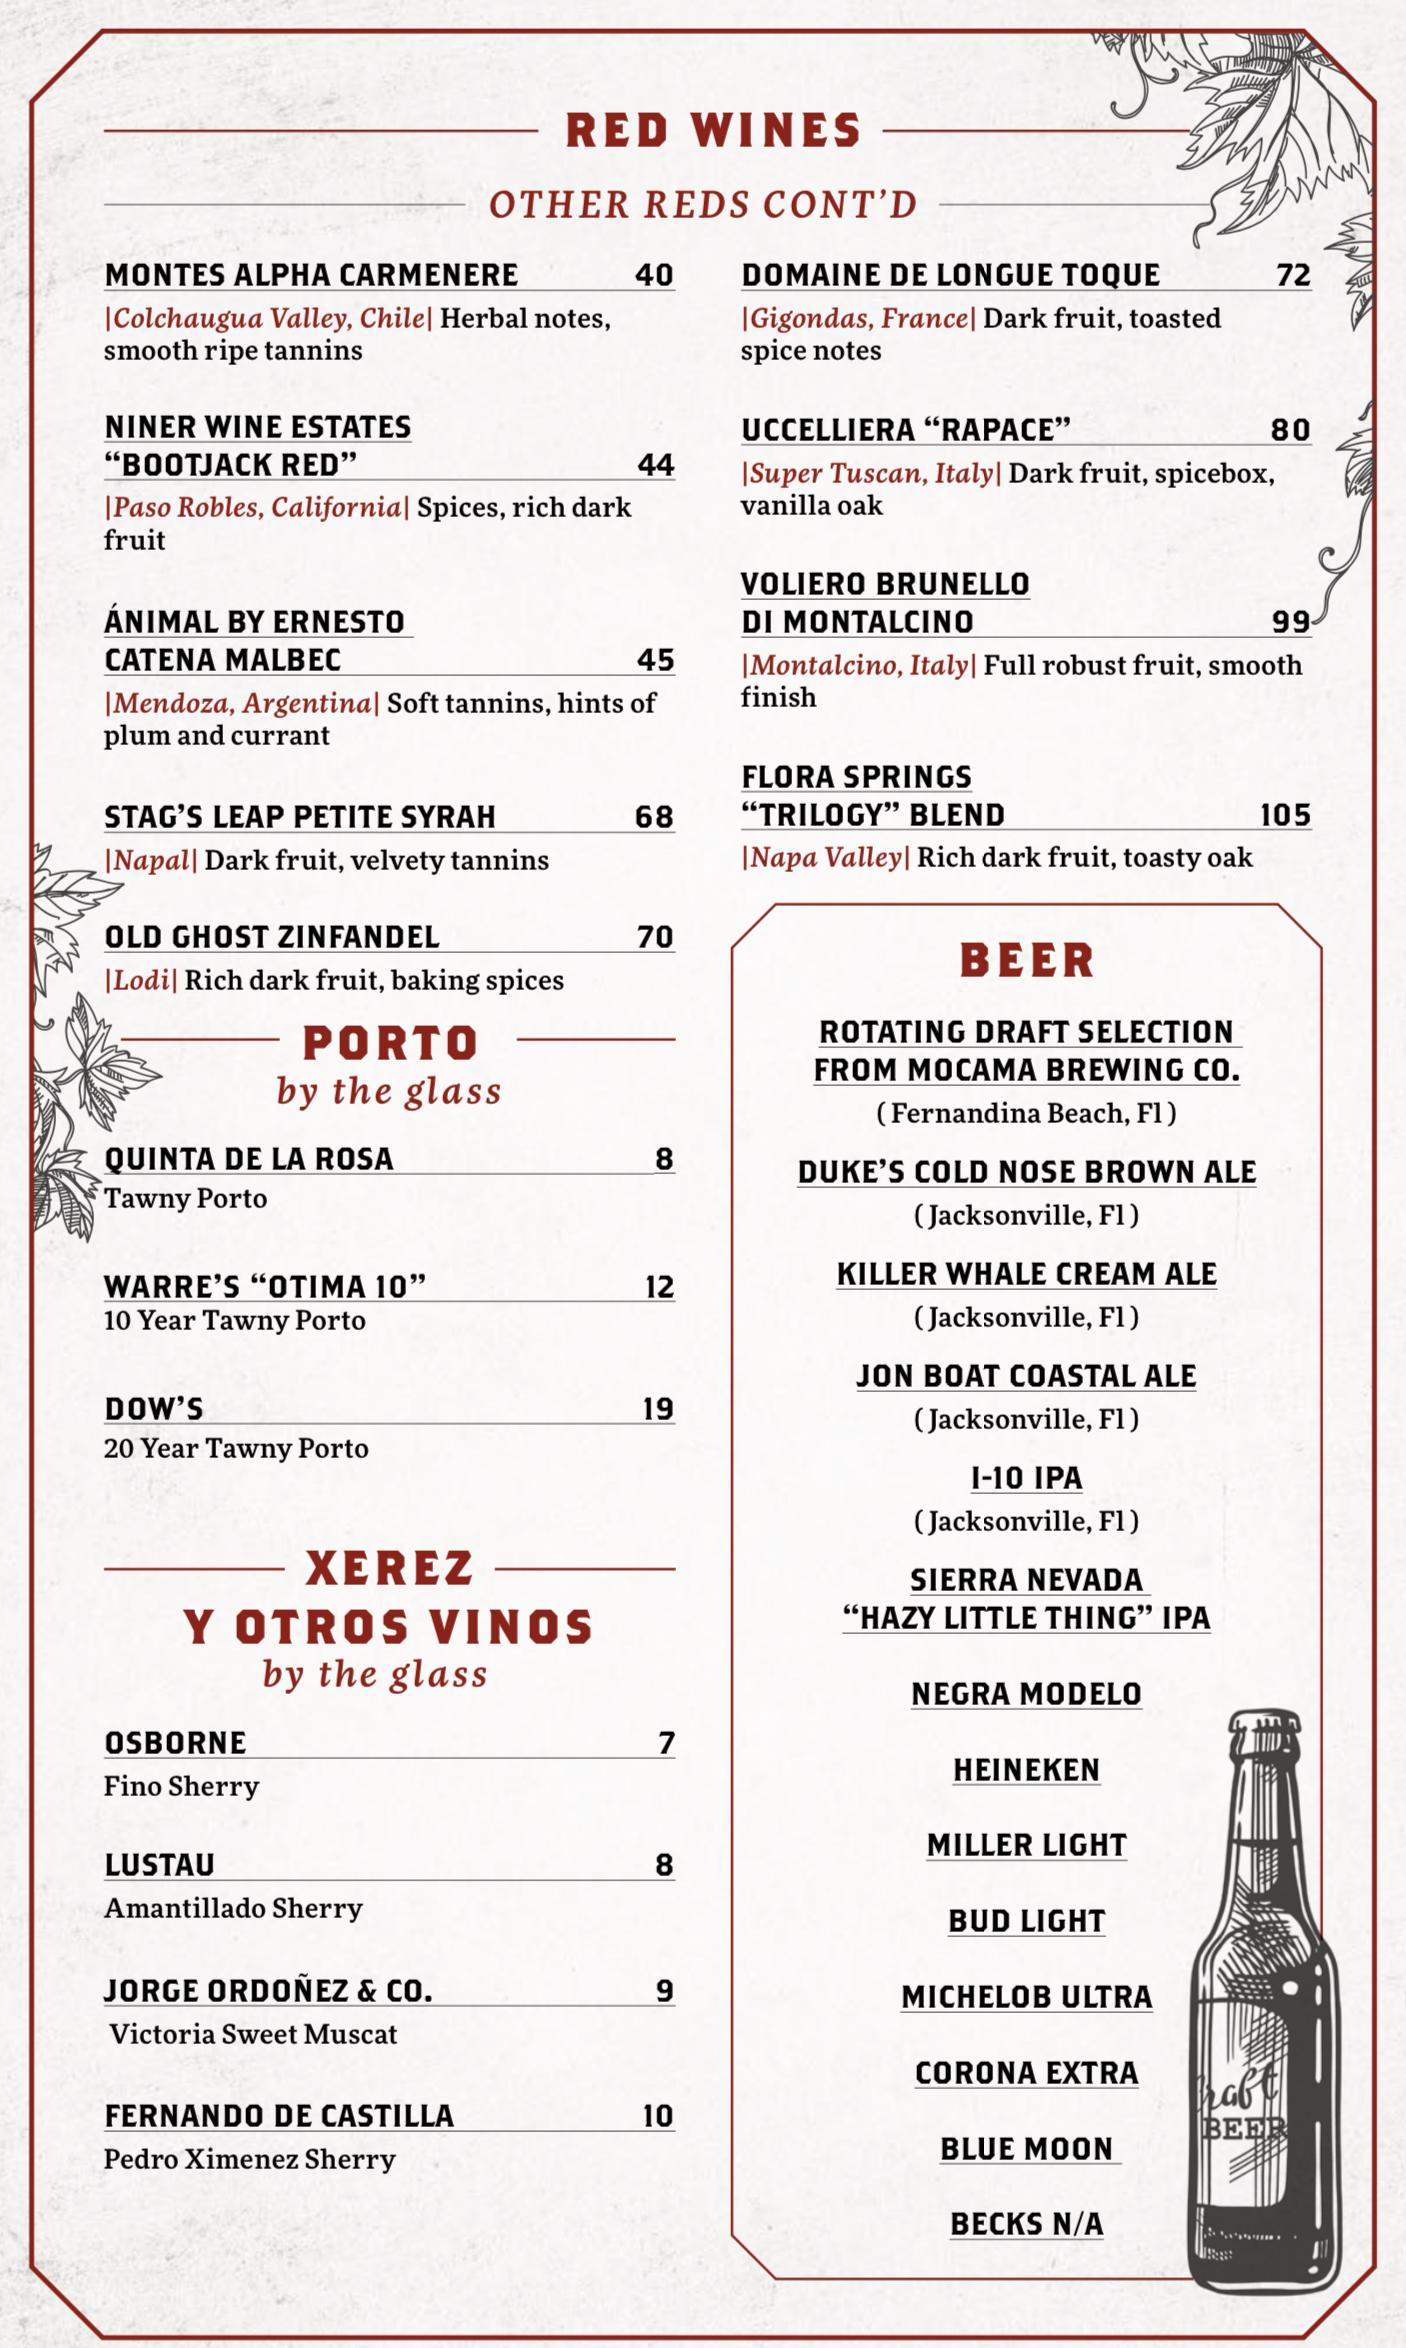 RED WINES
OTHER REDS CONT’D
MONTES ALPHA CARMENERE 40
|Colchaugua Valley, Chile| Herbal notes,
smooth ripe tannins
NINER WINE ESTATES
“BOOTJACK RED” 44
|Paso Robles, California| Spices, rich dark
fruit
ÁNIMAL BY ERNESTO
CATENA MALBEC 45
|Mendoza, Argentina| Soft tannins, hints of
plum and currant
STAG’S LEAP PETITE SYRAH 68
|Napal| Dark fruit, velvety tannins
OLD GHOST ZINFANDEL 70
|Lodi| Rich dark fruit, baking spices
PORTO
by the glass
QUINTA DE LA ROSA 8
Tawny Porto
WARRE’S “OTIMA 10” 12
10 Year Tawny Porto
DOW’S 19
20 Year Tawny Porto
XEREZ
Y OTROS VINOS
by the glass
OSBORNE 7
Fino Sherry
LUSTAU 8
Amantillado Sherry
JORGE ORDOÑEZ & CO. 9
Victoria Sweet Muscat
FERNANDO DE CASTILLA 10
Pedro Ximenez Sherry
DOMAINE DE LONGUE TOQUE 72
|Gigondas, France| Dark fruit, toasted
spice notes
UCCELLIERA “RAPACE” 80
|Super Tuscan, Italy| Dark fruit, spicebox,
vanilla oak
VOLIERO BRUNELLO
DI MONTALCINO 99
|Montalcino, Italy| Full robust fruit, smooth
finish
FLORA SPRINGS
“TRILOGY” BLEND 105
|Napa Valley| Rich dark fruit, toasty oak
BEER
ROTATING DRAFT SELECTION
FROM MOCAMA BREWING CO.
( Fernandina Beach, Fl )
DUKE’S COLD NOSE BROWN ALE
( Jacksonville, Fl )
KILLER WHALE CREAM ALE
( Jacksonville, Fl )
JON BOAT COASTAL ALE
( Jacksonville, Fl )
I-10 IPA
( Jacksonville, Fl )
SIERRA NEVADA
“HAZY LITTLE THING” IPA
NEGRA MODELO
HEINEKEN
MILLER LIGHT
BUD LIGHT
MICHELOB ULTRA
CORONA EXTRA
BLUE MOON
BECKS N/A
Craft
BEER